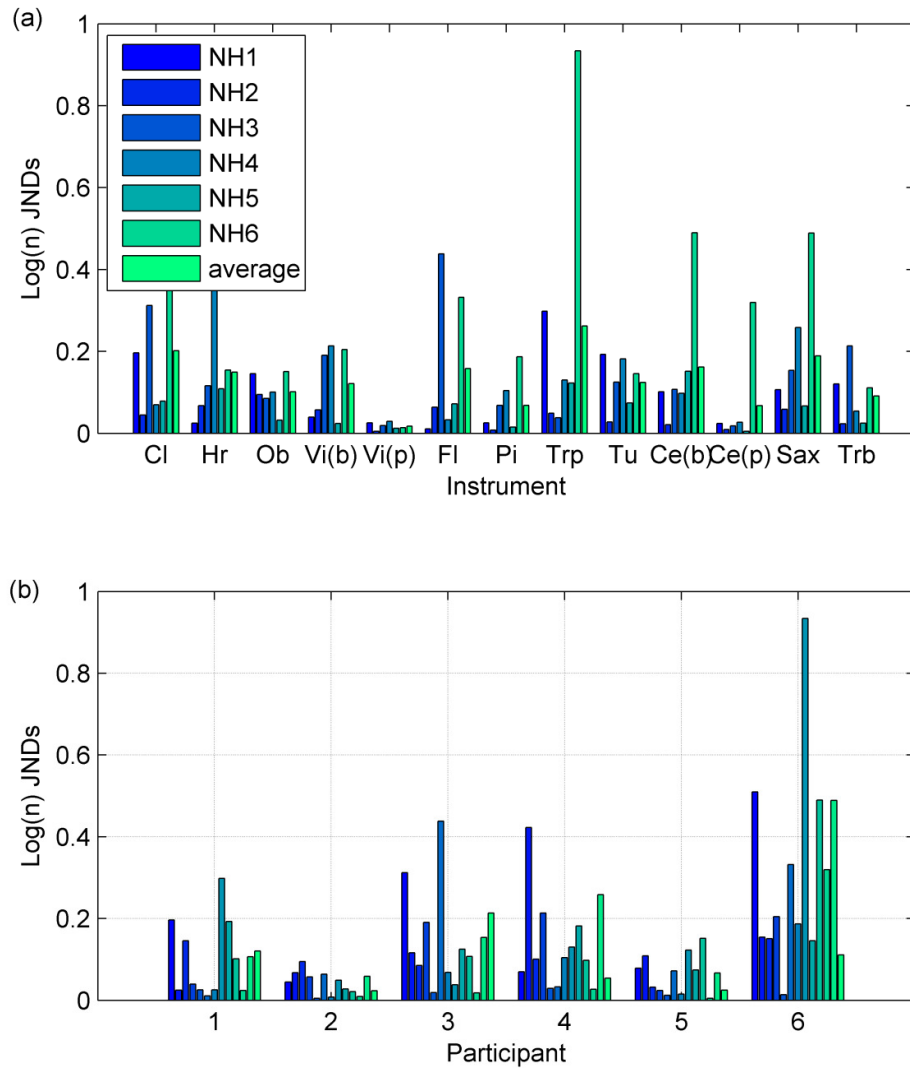 (a)
1
0.8
0.6
0.4
0.2
0
Log(n) JNDs
NH1
NH2
NH3
NH4
NH5
NH6
average
Cl Hr Ob Vi(b) Vi(p) Fl Pi Trp Tu Ce(b) Ce(p) Sax Trb
Instrument
(b)
1
0.8
0.6
0.4
0.2
0
Log(n) JNDs
1 2 3 4 5 6
Participant